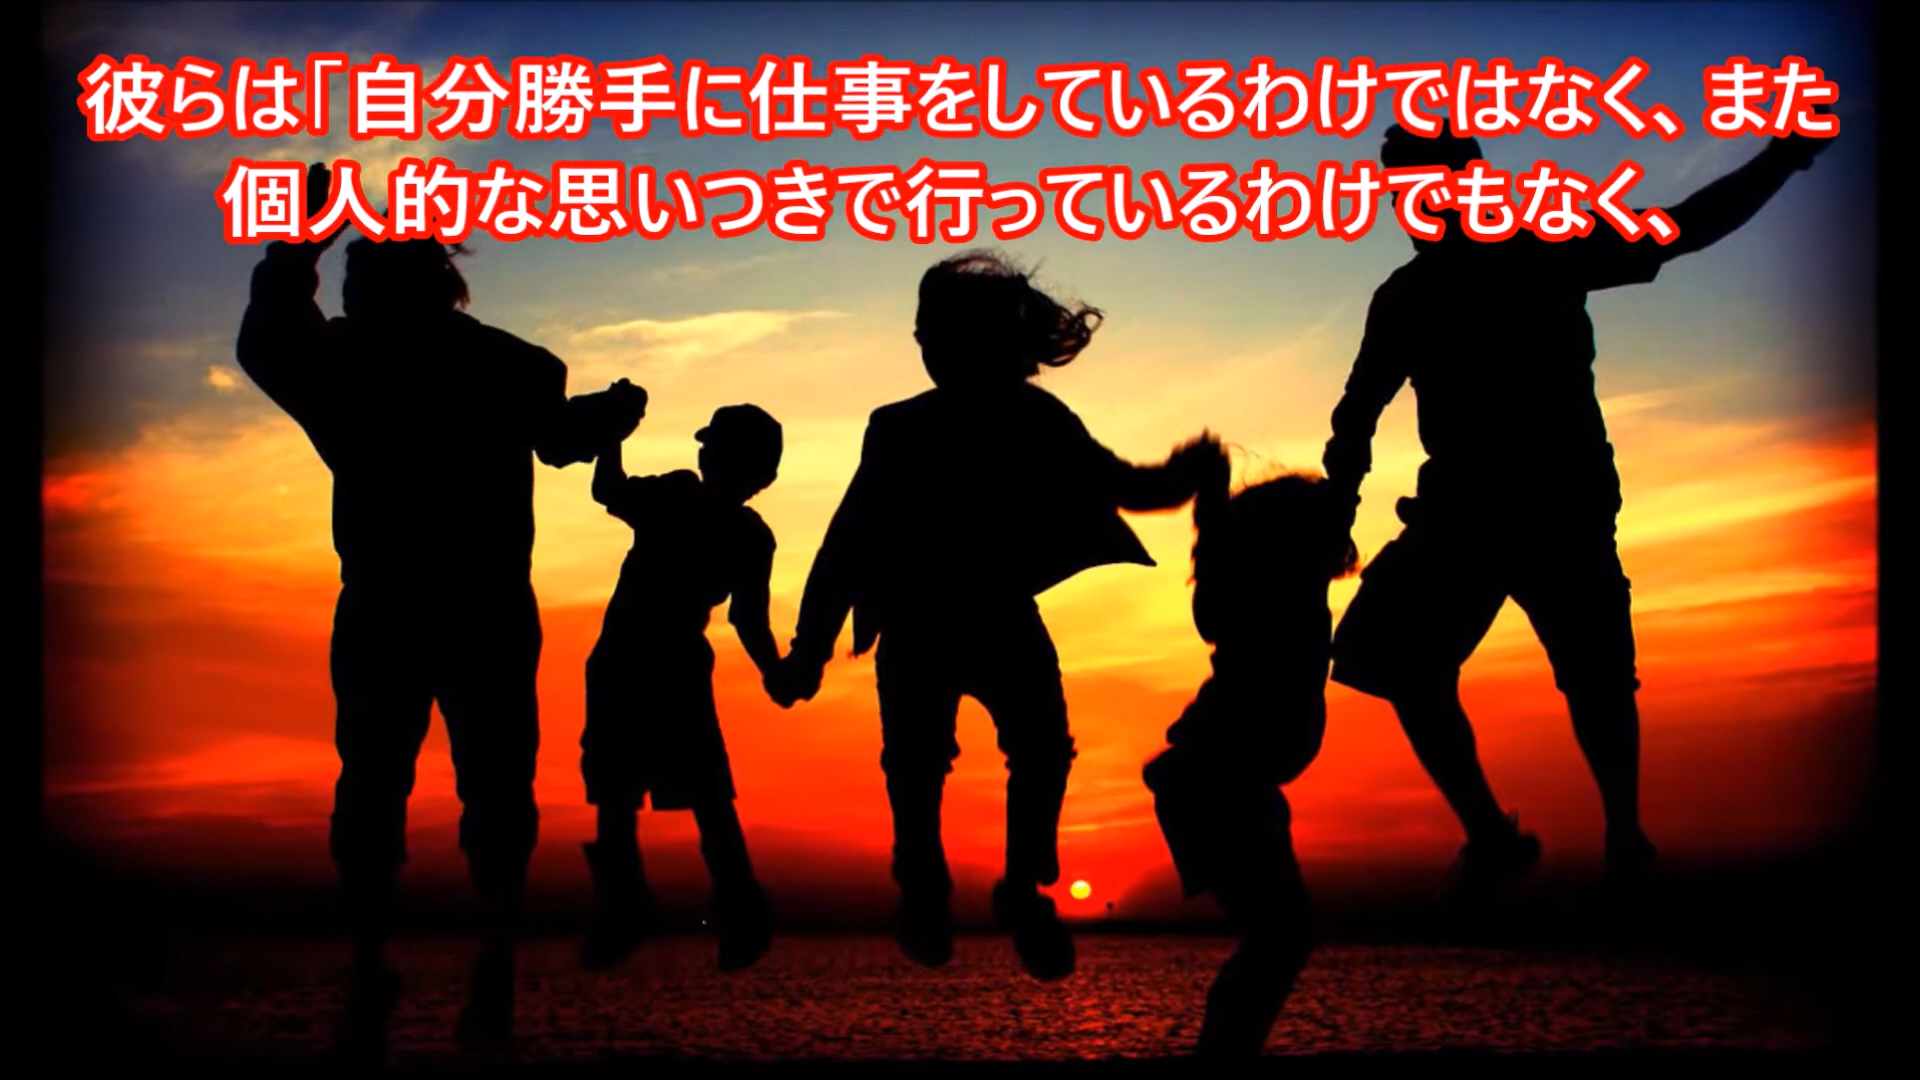 彼らは「自分勝手に仕事をしているわけではなく、また
個人的な思いつきで行っているわけでもなく、